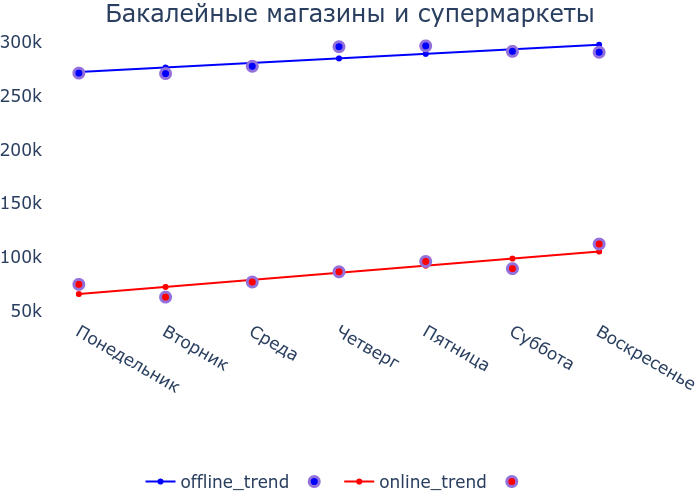 Бакалейные магазины и супермаркеты
300k
250k
200k
150k
100k
50k
Понедельник
Вторник
Среда
Четверг
Пятница
Суббота
Воскресенье
offline_trend online_trend